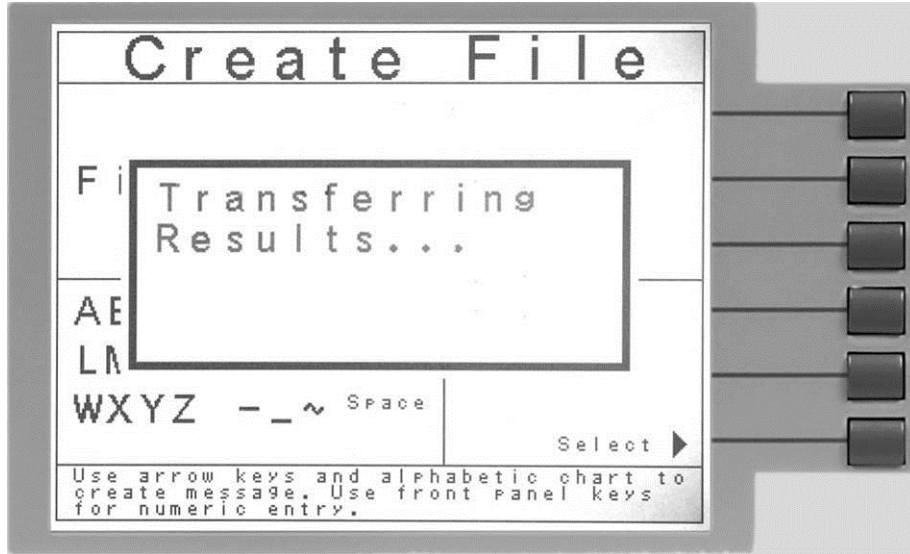 Create File
Fi
Transferring
Results...
AB
LM
WXYZ -_~ Space
Select
Use arrow keys and alphabetic chart to
create message. Use front panel keys
for numeric entry.